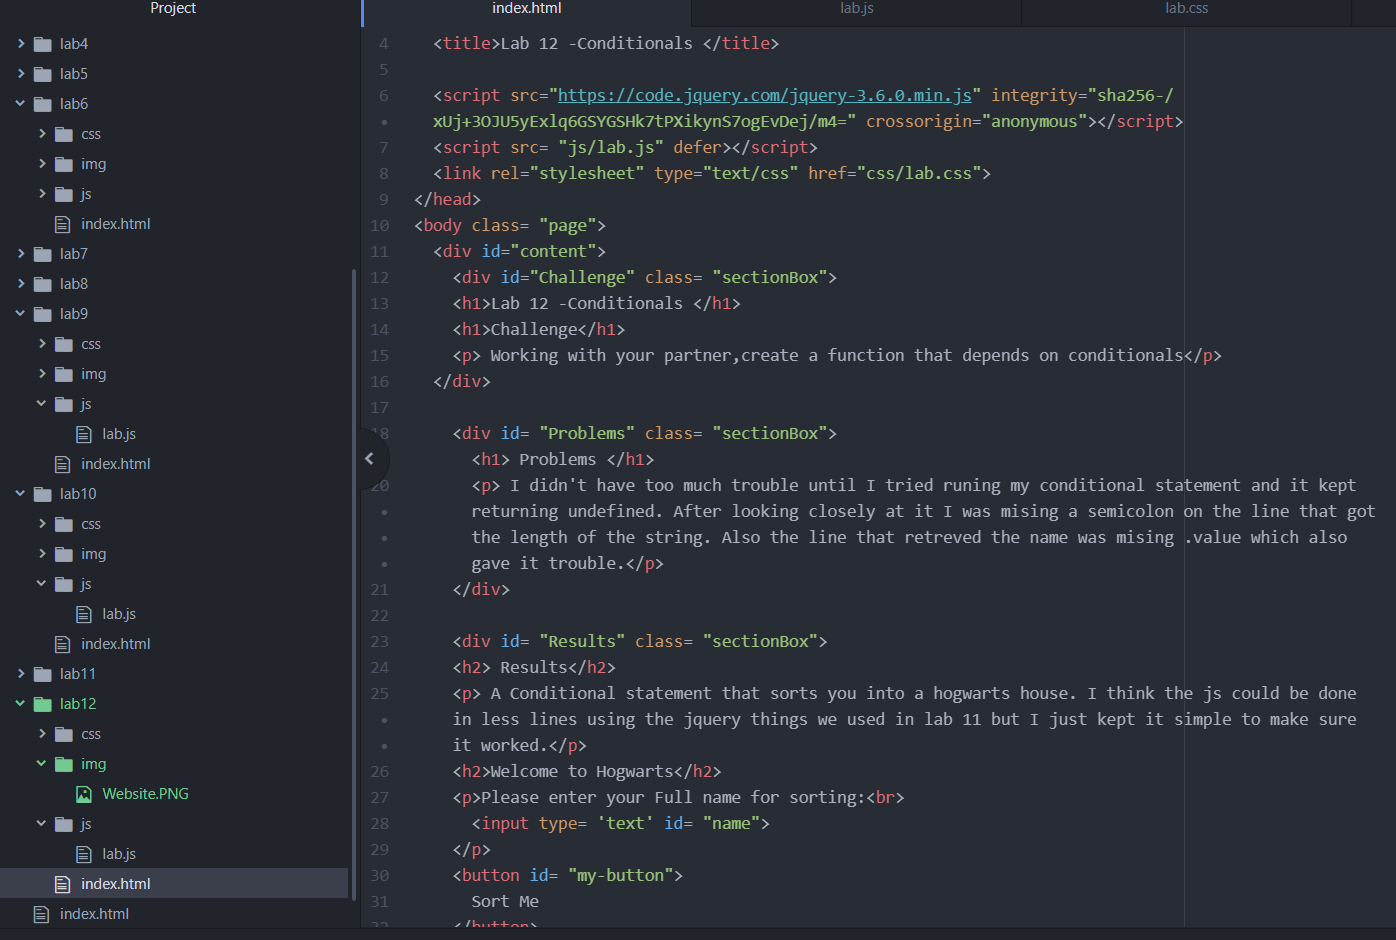 Project
lab4
lab5
lab6
css
img
js
index.html
lab7
lab8
lab9
css
img
js
lab.js
index.html
lab10
css
img
js
lab.js
index.html
lab11
lab12
css
img
Website.PNG
js
lab.js
index.html
index.html
index.html lab.js lab.css
4 <title>Lab 12 -Conditionals </title>
5
6 <script src="https://code.jquery.com/jquery-3.6.0.min.js" integrity="sha256-/
• xUj+3OJU5yExlq6GSYGSHk7tPXikynS7ogEvDej/m4=" crossorigin="anonymous"></script>
7 <script src= "js/lab.js" defer></script>
8 <link rel="stylesheet" type="text/css" href="css/lab.css">
9 </head>
10 <body class= "page">
11 <div id="content">
12 <div id="Challenge" class= "sectionBox">
13 <h1>Lab 12 -Conditionals </h1>
14 <h1>Challenge</h1>
15 <p> Working with your partner,create a function that depends on conditionals</p>
16 </div>
17
18 <div id= "Problems" class= "sectionBox">
<h1> Problems </h1>
20 <p> I didn't have too much trouble until I tried runing my conditional statement and it kept
• returning undefined. After looking closely at it I was mising a semicolon on the line that got
• the length of the string. Also the line that retreved the name was mising .value which also
• gave it trouble.</p>
21 </div>
22
23 <div id= "Results" class= "sectionBox">
24 <h2> Results</h2>
25 <p> A Conditional statement that sorts you into a hogwarts house. I think the js could be done
• in less lines using the jquery things we used in lab 11 but I just kept it simple to make sure
• it worked.</p>
26 <h2>Welcome to Hogwarts</h2>
27 <p>Please enter your Full name for sorting:<br>
28 <input type= 'text' id= "name">
29 </p>
30 <button id= "my-button">
31 Sort Me
32 </button>